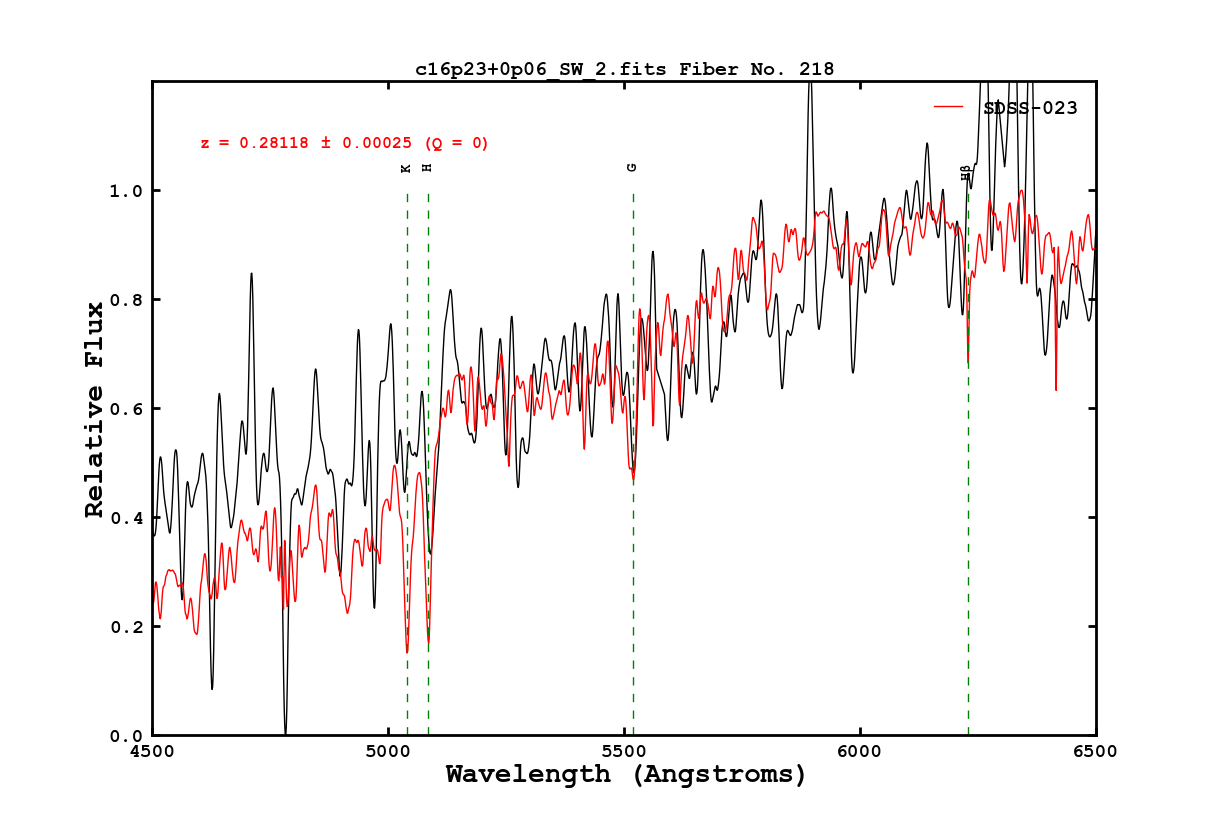 c16p23+0p06_SW_2.fits Fiber No. 218
SDSS-023
z = 0.28118 ± 0.00025 (Q = 0)
K
H
G
Hβ
1.0
0.8
0.6
0.4
0.2
0.0
Relative Flux
4500
5000
5500
6000
6500
Wavelength (Angstroms)